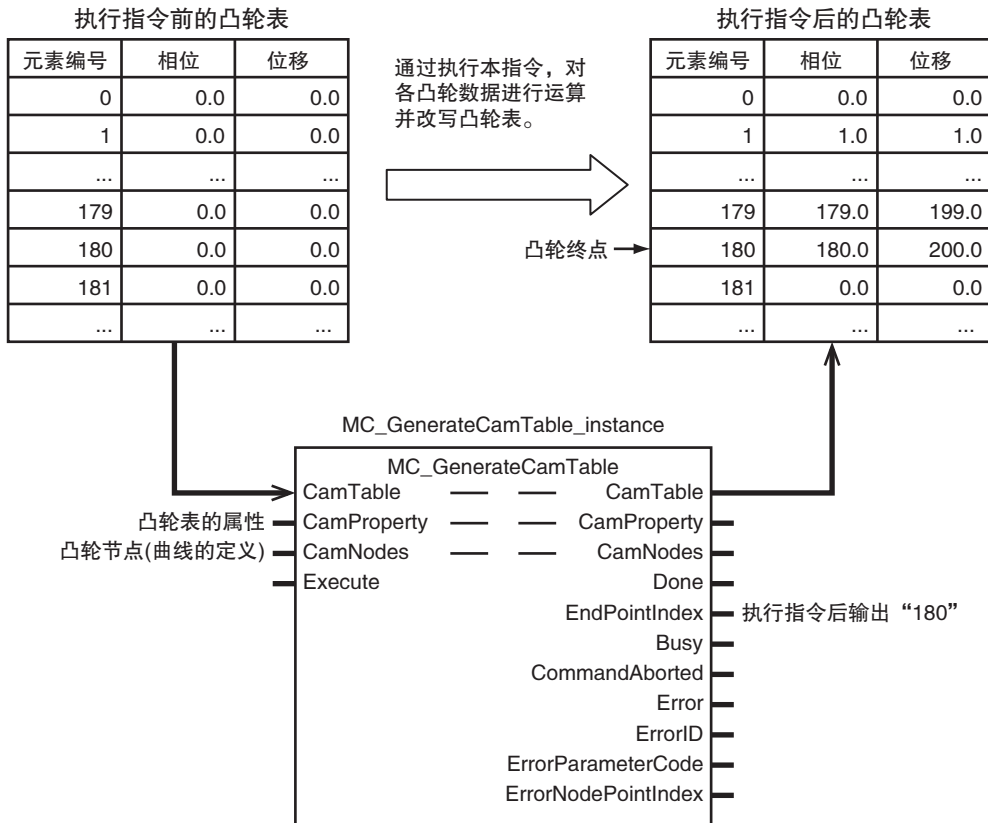 执行指令前的凸轮表
元素编号 相位 位移
0 0.0 0.0
1 0.0 0.0
... ... ...
179 0.0 0.0
180 0.0 0.0
181 0.0 0.0
... ... ...
通过执行本指令，对
各凸轮数据进行运算
并改写凸轮表。
执行指令后的凸轮表
元素编号 相位 位移
0 0.0 0.0
1 1.0 1.0
... ... ...
179 179.0 199.0
凸轮终点 180 180.0 200.0
181 0.0 0.0
... ... ...
MC_GenerateCamTable_instance
MC_GenerateCamTable
CamTable CamTable
凸轮表的属性 CamProperty CamProperty
凸轮节点(曲线的定义) CamNodes CamNodes
Execute Done
EndPointIndex 执行指令后输出“180”
Busy
CommandAborted
Error
ErrorID
ErrorParameterCode
ErrorNodePointIndex